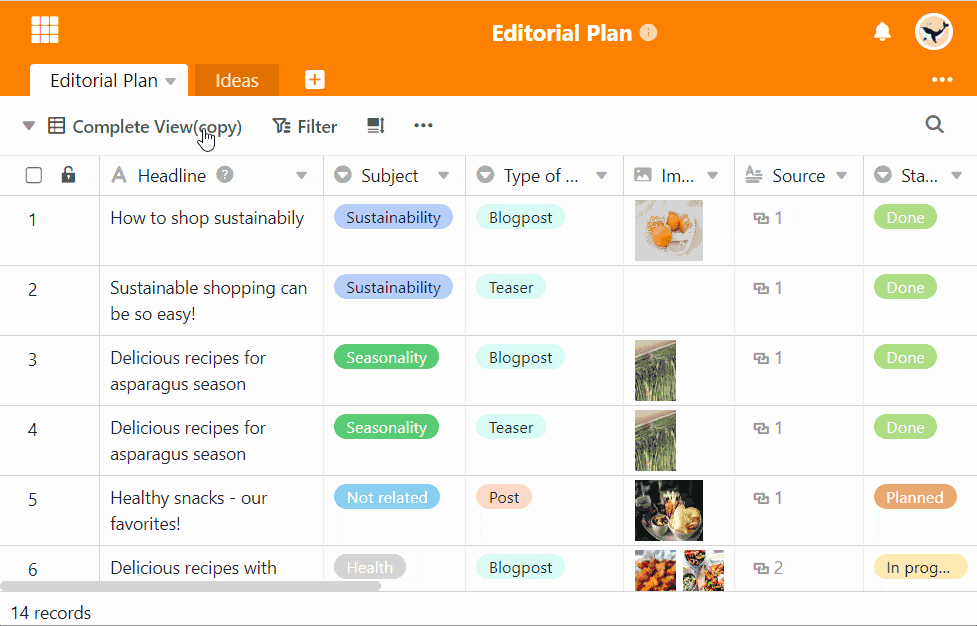 Editorial Plan
Editorial Plan Ideas
Complete View(copy) Filter
Headline Subject Type of ... Im... Source Sta...
1 How to shop sustainabily Sustainability Blogpost 1 Done
2 Sustainable shopping can be so easy! Sustainability Teaser 1 Done
3 Delicious recipes for asparagus season Seasonality Blogpost 1 Done
4 Delicious recipes for asparagus season Seasonality Teaser 1 Done
5 Healthy snacks - our favorites! Not related Post 1 Planned
6 Delicious recipes with Health Blogpost 2 In prog...
14 records